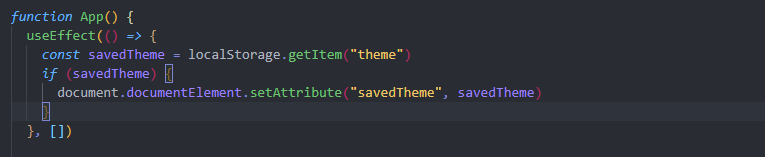 function App() {
useEffect(() => {
const savedTheme = localStorage.getItem("theme")
if (savedTheme) {
document.documentElement.setAttribute("savedTheme", savedTheme)
}
}, [])